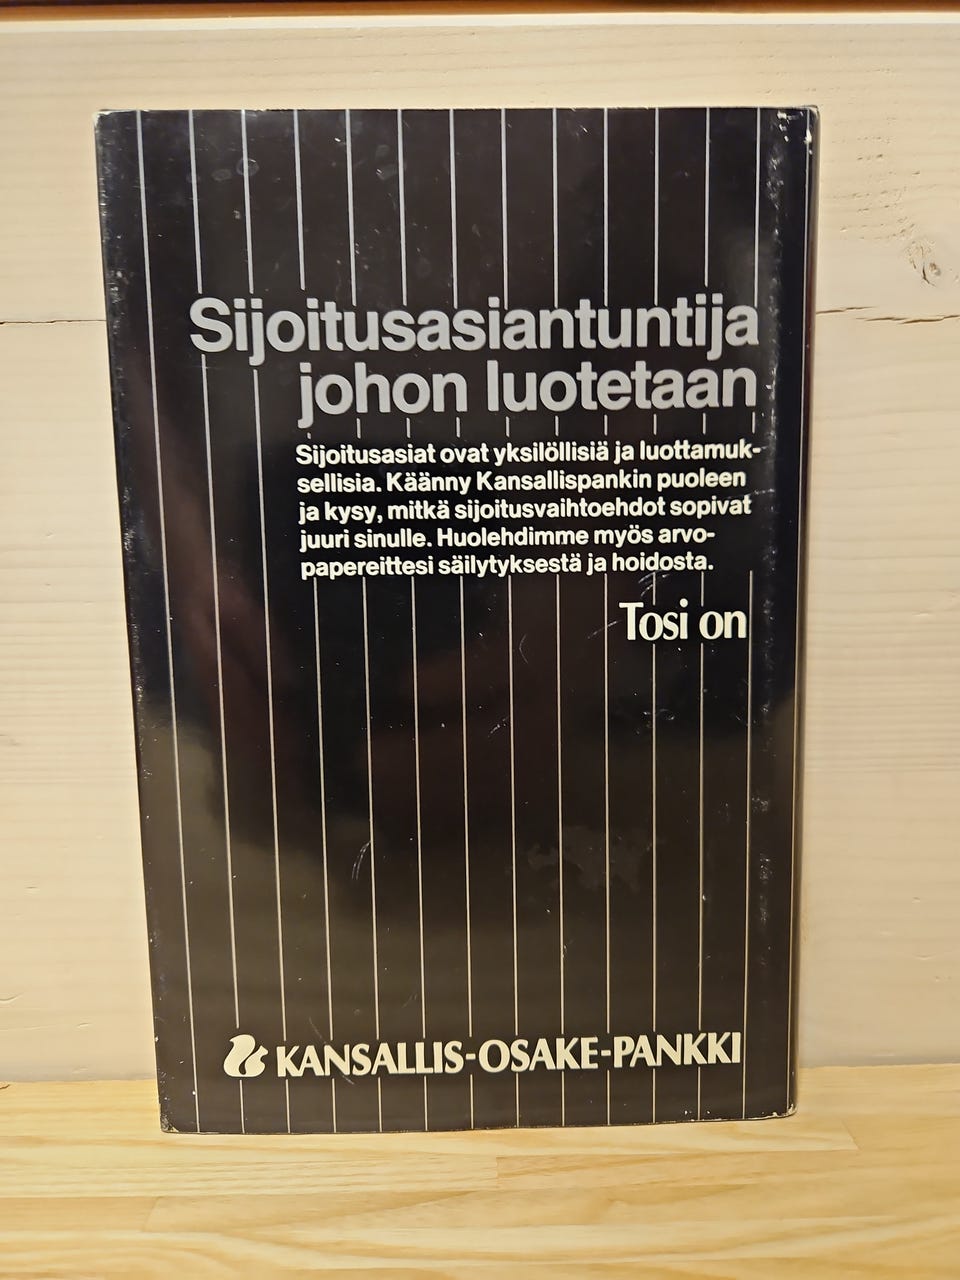 Sijoitusasiantuntija
johon luotetaan
Sijoitusasiat ovat yksilöllisiä ja luottamuk-
sellisia. Käänny Kansallispankin puoleen
ja kysy, mitkä sijoitusvaihtoehdot sopivat
juuri sinulle. Huolehdimme myös arvo-
papereittesi säilytyksestä ja hoidosta.
Tosi on
KANSALLIS-OSAKE-PANKKI